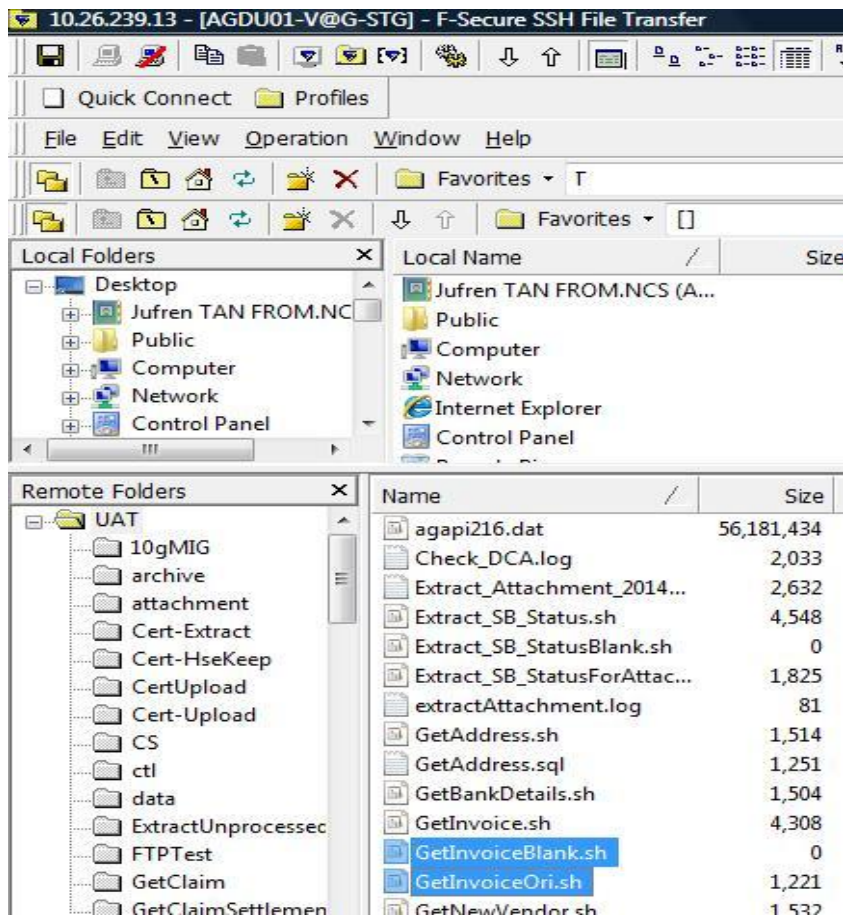 10.26.239.13 - [AGDU01-V@G-STG] - F-Secure SSH File Transfer
Quick Connect Profiles
File Edit View Operation Window Help
Favorites T
Favorites []
Local Folders
Desktop
Jufren TAN FROM.NC
Public
Computer
Network
Control Panel
Local Name Size
Jufren TAN FROM.NCS (A...
Public
Computer
Network
Internet Explorer
Control Panel
Remote Folders
UAT
10gMIG
archive
attachment
Cert-Extract
Cert-HseKeep
CertUpload
Cert-Upload
CS
ctl
data
ExtractUnprocessec
FTPTest
GetClaim
GetClaimSettlemen
Name Size
agapi216.dat 56,181,434
Check_DCA.log 2,033
Extract_Attachment_2014... 2,632
Extract_SB_Status.sh 4,548
Extract_SB_StatusBlank.sh 0
Extract_SB_StatusForAttac... 1,825
extractAttachment.log 81
GetAddress.sh 1,514
GetAddress.sql 1,251
GetBankDetails.sh 1,504
GetInvoice.sh 4,308
GetInvoiceBlank.sh 0
GetInvoiceOri.sh 1,221
GetNewVendor.sh 1,532